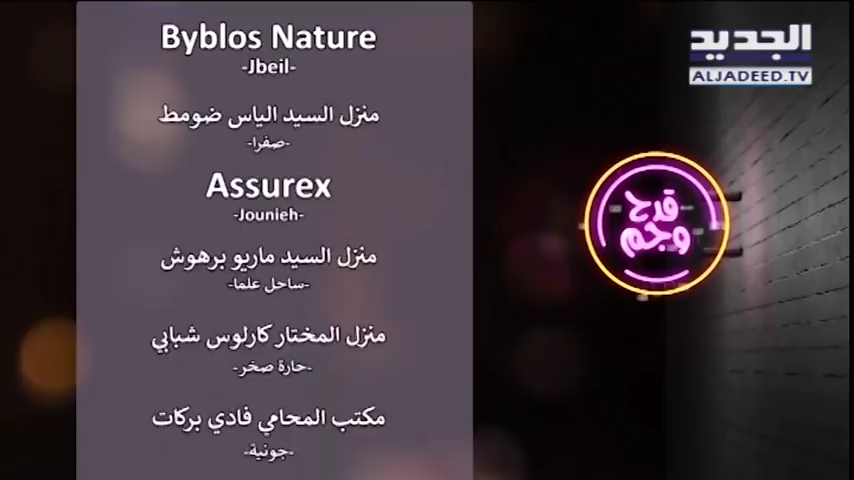 Byblos Nature
-Jbeil-
منزل السيد الياس ضومط
-صفرا-
Assurex
-Jounieh-
منزل السيد ماريو برهوش
-ساحل علما-
منزل المختار كارلوس شبابي
-حارة صخر-
مكتب المحامي فادي بركات
-جونية-
الجديد
ALJADEED.TV
قدح
وجم